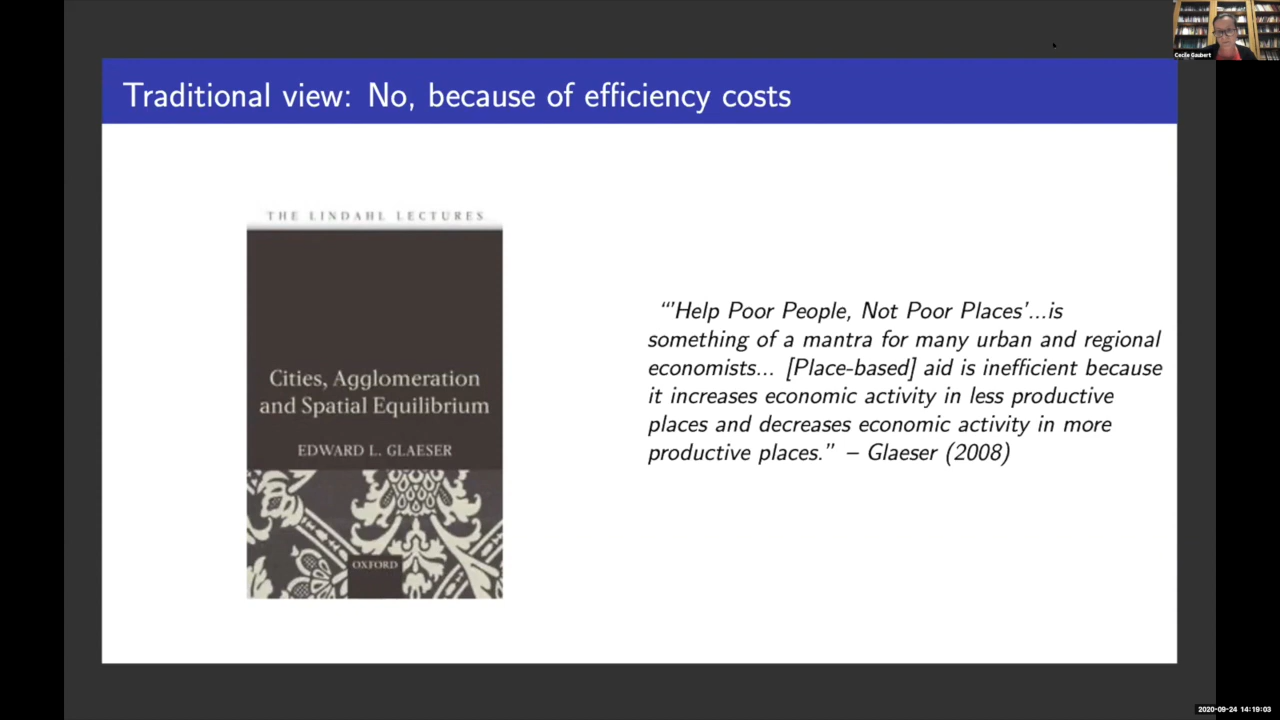 Cecile Gaubert
Traditional view: No, because of efficiency costs
THE LINDAHL LECTURES
Cities, Agglomeration
and Spatial Equilibrium
EDWARD L. GLAESER
OXFORD
“‘’Help Poor People, Not Poor Places’...is
something of a mantra for many urban and regional
economists... [Place-based] aid is inefficient because
it increases economic activity in less productive
places and decreases economic activity in more
productive places.” – Glaeser (2008)
2020-09-24 14:19:03